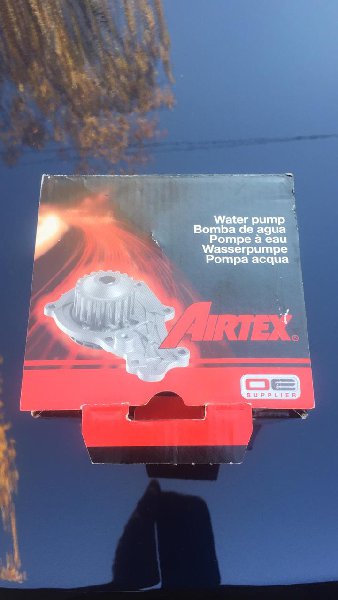 Water pump
Bomba de agua
Pompe à eau
Wasserpumpe
Pompa acqua
AIRTEX®
OE
SUPPLIER